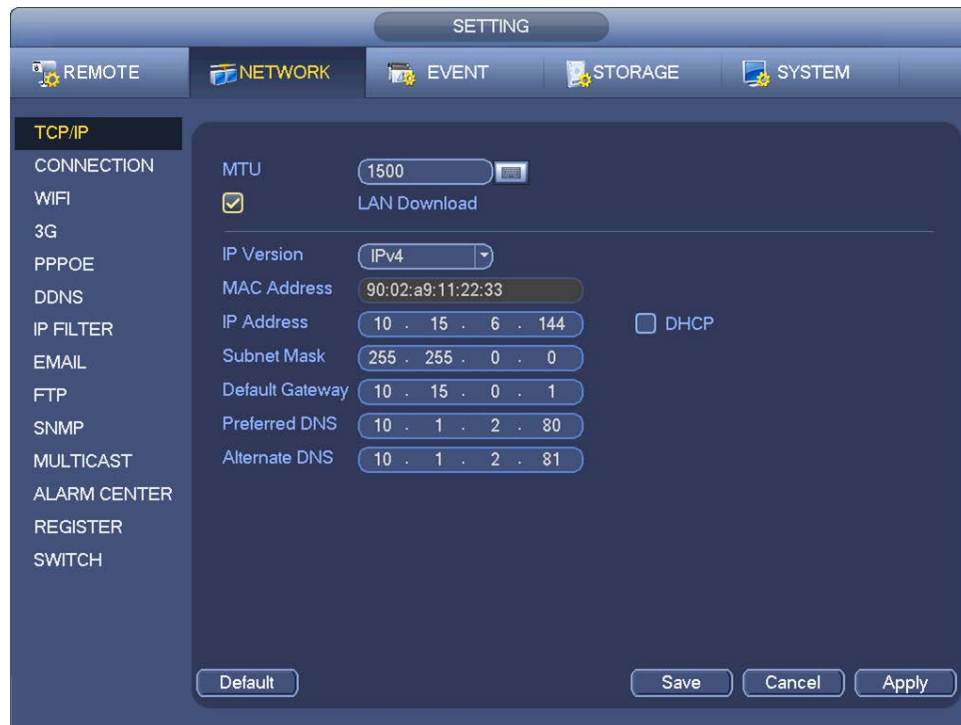 SETTING
REMOTE NETWORK EVENT STORAGE SYSTEM
TCP/IP
CONNECTION
WIFI
3G
PPPOE
DDNS
IP FILTER
EMAIL
FTP
SNMP
MULTICAST
ALARM CENTER
REGISTER
SWITCH
MTU 1500
LAN Download
IP Version IPv4
MAC Address 90:02:a9:11:22:33
IP Address 10 . 15 . 6 . 144 DHCP
Subnet Mask 255 . 255 . 0 . 0
Default Gateway 10 . 15 . 0 . 1
Preferred DNS 10 . 1 . 2 . 80
Alternate DNS 10 . 1 . 2 . 81
Default Save Cancel Apply